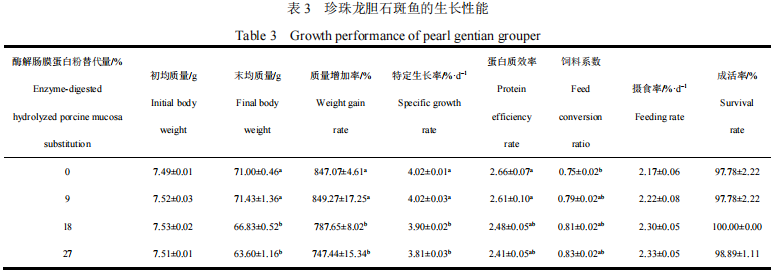 表 3 珍珠龙胆石斑鱼的生长性能
Table 3 Growth performance of pearl gentian grouper
酶解肠膜蛋白粉替代量/% Enzyme-digested hydrolyzed porcine mucosa substitution 初均质量/g Initial body weight 末均质量/g Final body weight 质量增加率/% Weight gain rate 特定生长率/%·d⁻¹ Specific growth rate 蛋白质效率 Protein efficiency rate 饲料系数 Feed conversion ratio 摄食率/%·d⁻¹ Feeding rate 成活率/% Survival rate
0 7.49±0.01 71.00±0.46ᵃ 847.07±4.61ᵃ 4.02±0.01ᵃ 2.66±0.07ᵃ 0.75±0.02ᵇ 2.17±0.06 97.78±2.22
9 7.52±0.03 71.43±1.36ᵃ 849.27±17.25ᵃ 4.02±0.03ᵃ 2.61±0.10ᵃ 0.79±0.02ᵃᵇ 2.22±0.08 97.78±2.22
18 7.53±0.02 66.83±0.52ᵇ 787.65±8.02ᵇ 3.90±0.02ᵇ 2.48±0.05ᵃᵇ 0.81±0.02ᵃᵇ 2.30±0.05 100.00±0.00
27 7.51±0.01 63.60±1.16ᵇ 747.44±15.34ᵇ 3.81±0.03ᵇ 2.41±0.05ᵃᵇ 0.83±0.02ᵃᵇ 2.33±0.05 98.89±1.11